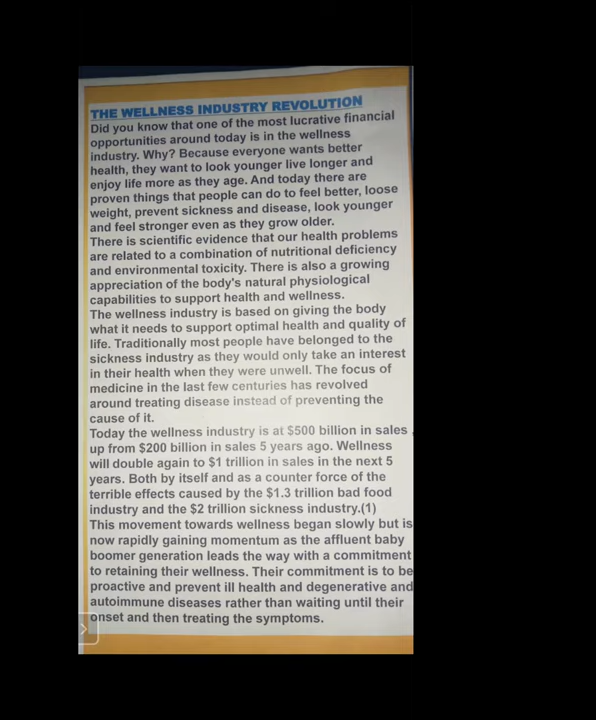 THE WELLNESS INDUSTRY REVOLUTION
Did you know that one of the most lucrative financial
opportunities around today is in the wellness
industry. Why? Because everyone wants better
health, they want to look younger live longer and
enjoy life more as they age. And today there are
proven things that people can do to feel better, loose
weight, prevent sickness and disease, look younger
and feel stronger even as they grow older.
There is scientific evidence that our health problems
are related to a combination of nutritional deficiency
and environmental toxicity. There is also a growing
appreciation of the body's natural physiological
capabilities to support health and wellness.
The wellness industry is based on giving the body
what it needs to support optimal health and quality of
life. Traditionally most people have belonged to the
sickness industry as they would only take an interest
in their health when they were unwell. The focus of
medicine in the last few centuries has revolved
around treating disease instead of preventing the
cause of it.
Today the wellness industry is at $500 billion in sales ,
up from $200 billion in sales 5 years ago. Wellness
will double again to $1 trillion in sales in the next 5
years. Both by itself and as a counter force of the
terrible effects caused by the $1.3 trillion bad food
industry and the $2 trillion sickness industry.(1)
This movement towards wellness began slowly but is
now rapidly gaining momentum as the affluent baby
boomer generation leads the way with a commitment
to retaining their wellness. Their commitment is to be
proactive and prevent ill health and degenerative and
autoimmune diseases rather than waiting until their
onset and then treating the symptoms.